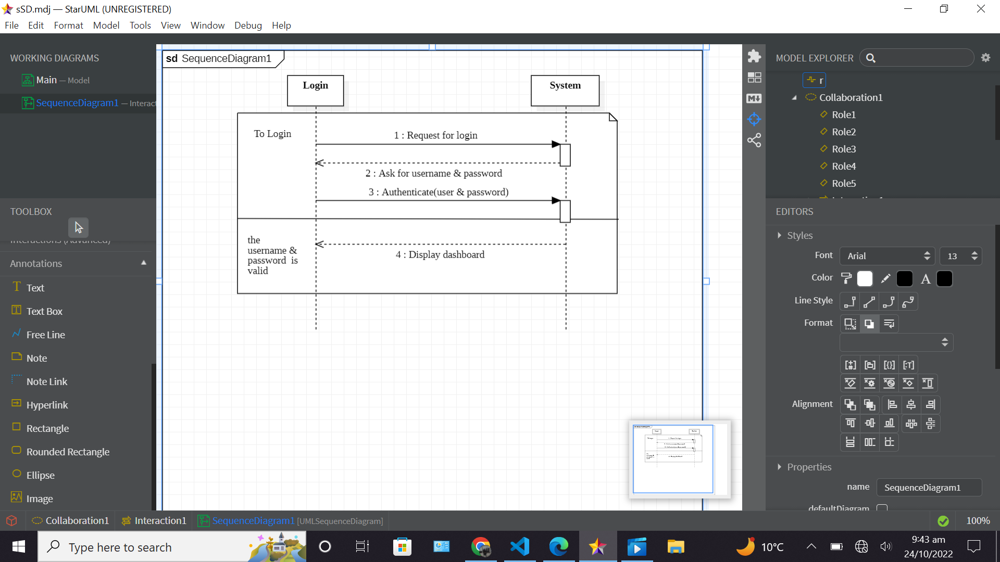 sSD.mdj — StarUML (UNREGISTERED)
File Edit Format Model Tools View Window Debug Help
WORKING DIAGRAMS
Main — Model
SequenceDiagram1 — Interac
TOOLBOX
Interactions (Advanced)
Annotations
Text
Text Box
Free Line
Note
Note Link
Hyperlink
Rectangle
Rounded Rectangle
Ellipse
Image
sd SequenceDiagram1
Login
System
To Login
1 : Request for login
2 : Ask for username & password
3 : Authenticate(user & password)
the
username &
password is
valid
4 : Display dashboard
MODEL EXPLORER
r
Collaboration1
Role1
Role2
Role3
Role4
Role5
EDITORS
Styles
Font Arial 13
Color
Line Style
Format
Alignment
Properties
name SequenceDiagram1
defaultDiagram
Collaboration1 Interaction1 SequenceDiagram1 [UMLSequenceDiagram] 100%
Type here to search
10°C
9:43 am
24/10/2022